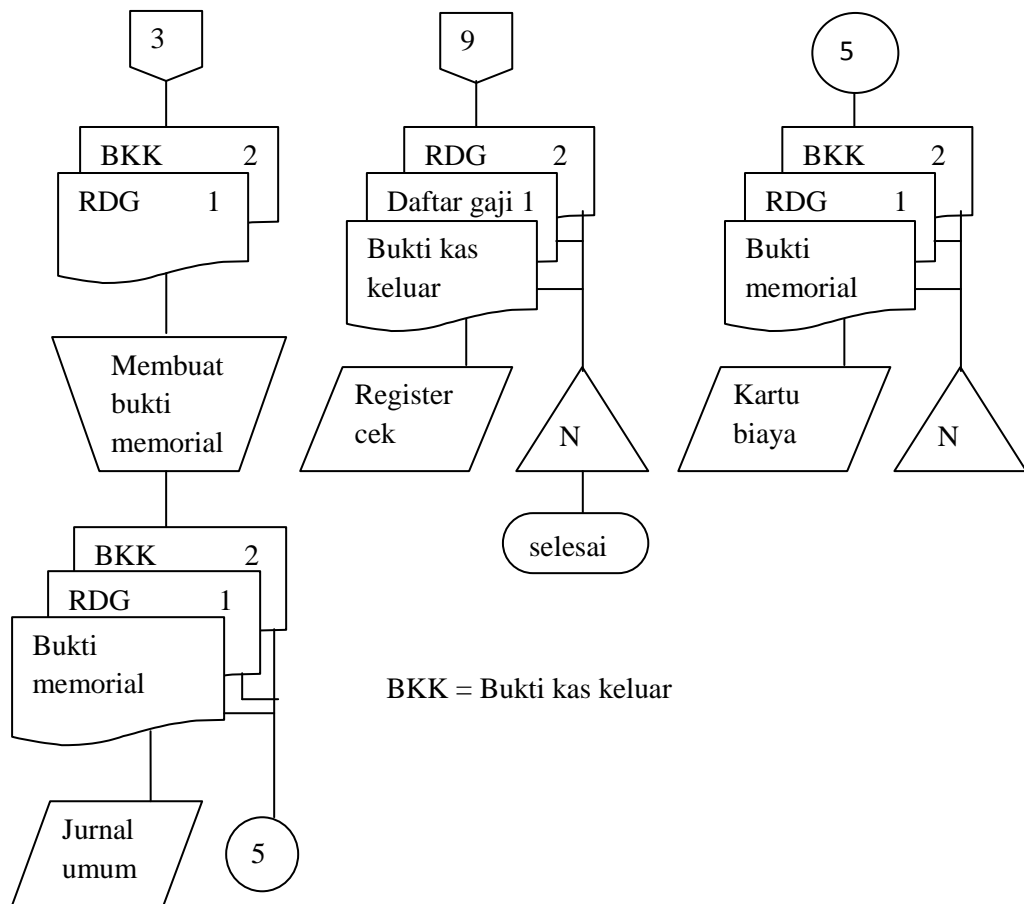 3
BKK 2
RDG 1
Membuat
bukti
memorial
BKK 2
RDG 1
Bukti
memorial
Jurnal
umum
5
9
RDG 2
Daftar gaji 1
Bukti kas
keluar
Register
cek
N
selesai
5
BKK 2
RDG 1
Bukti
memorial
Kartu
biaya
N
BKK = Bukti kas keluar